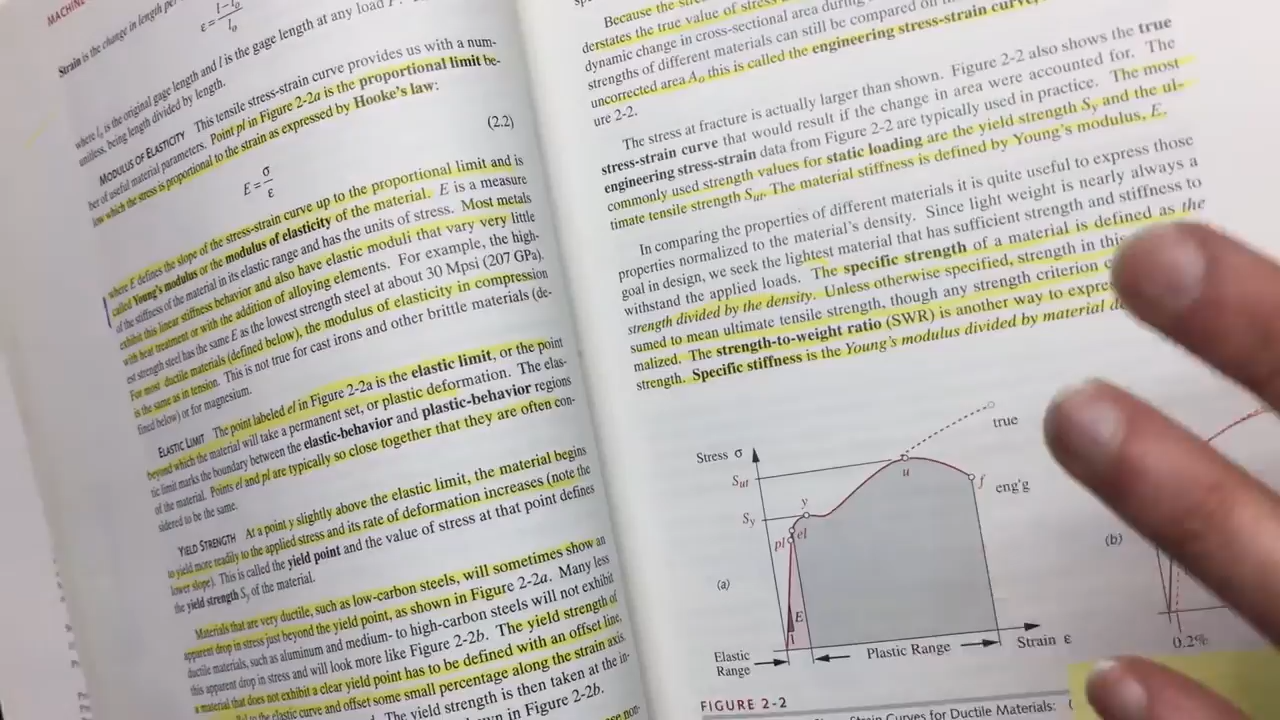 MACHINE
Strain is the change in length per
ε = l − lo
lo
where lo is the original gage length and l is the gage length at any load P.
unitless, being length divided by length.
MODULUS OF ELASTICITY This tensile stress-strain curve provides us with a num-
ber of useful material parameters. Point pl in Figure 2-2a is the proportional limit be-
low which the stress is proportional to the strain as expressed by Hooke's law:
E = σ (2.2)
ε
where E defines the slope of the stress-strain curve up to the proportional limit and is
called Young's modulus or the modulus of elasticity of the material. E is a measure
of the stiffness of the material in its elastic range and has the units of stress. Most metals
exhibit this linear stiffness behavior and also have elastic moduli that vary very little
with heat treatment or with the addition of alloying elements. For example, the high-
est strength steel has the same E as the lowest strength steel at about 30 Mpsi (207 GPa).
For most ductile materials (defined below), the modulus of elasticity in compression
is the same as in tension. This is not true for cast irons and other brittle materials (de-
fined below) or for magnesium.
ELASTIC LIMIT The point labeled el in Figure 2-2a is the elastic limit, or the point
beyond which the material will take a permanent set, or plastic deformation. The elas-
tic limit marks the boundary between the elastic-behavior and plastic-behavior regions
of the material. Points el and pl are typically so close together that they are often con-
sidered to be the same.
YIELD STRENGTH At a point y slightly above the elastic limit, the material begins
to yield more readily to the applied stress and its rate of deformation increases (note the
lower slope). This is called the yield point and the value of stress at that point defines
the yield strength Sy of the material.
Materials that are very ductile, such as low-carbon steels, will sometimes show an
apparent drop in stress just beyond the yield point, as shown in Figure 2-2a. Many less
ductile materials, such as aluminum and medium- to high-carbon steels will not exhibit
this apparent drop in stress and will look more like Figure 2-2b. The yield strength of
a material that does not exhibit a clear yield point has to be defined with an offset line,
to the elastic curve and offset some small percentage along the strain axis.
The yield strength is then taken at the in-
in Figure 2-2b.
Because the
derstates the true value of stress
dynamic change in cross-sectional area during
strengths of different materials can still be compared on
uncorrected area Ao this is called the engineering stress-strain curve,
ure 2-2.
The stress at fracture is actually larger than shown. Figure 2-2 also shows the true
stress-strain curve that would result if the change in area were accounted for. The
engineering stress-strain data from Figure 2-2 are typically used in practice. The most
commonly used strength values for static loading are the yield strength Sy and the ul-
timate tensile strength Sut. The material stiffness is defined by Young's modulus, E.
In comparing the properties of different materials it is quite useful to express those
properties normalized to the material's density. Since light weight is nearly always a
goal in design, we seek the lightest material that has sufficient strength and stiffness to
withstand the applied loads. The specific strength of a material is defined as the
strength divided by the density. Unless otherwise specified, strength in this
sumed to mean ultimate tensile strength, though any strength criterion
malized. The strength-to-weight ratio (SWR) is another way to
strength. Specific stiffness is the Young's modulus divided by material
Stress σ
Sut
Sy
y
pl
el
u
f
true
eng'g
E
(a)
(b)
Elastic
Range
Plastic Range
Strain ε
0.2%
FIGURE 2-2
Strain Curves for Ductile Materials: (